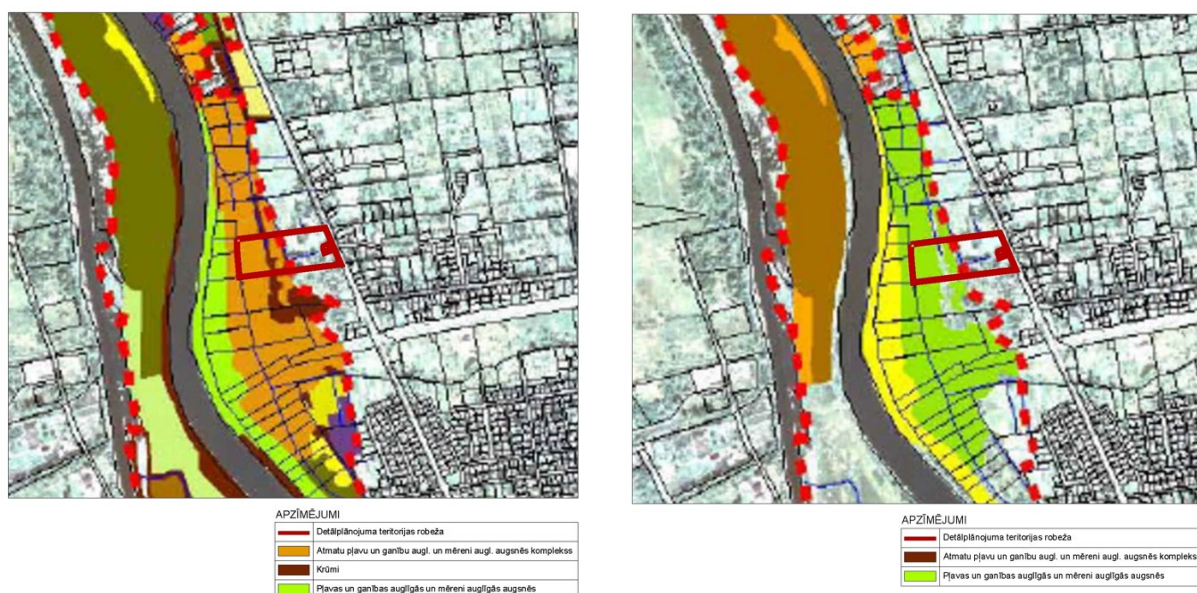 APZĪMĒJUMI
Detālplānojuma teritorijas robeža
Atmatu pļavu un ganību augl. un mēreni augl. augsnēs komplekss
Krūmi
Pļavas un ganības auglīgās un mēreni auglīgās augsnēs
APZĪMĒJUMI
Detālplānojuma teritorijas robeža
Atmatu pļavu un ganību augl. un mēreni augl. augsnēs komplekss
Pļavas un ganības auglīgās un mēreni auglīgās augsnēs